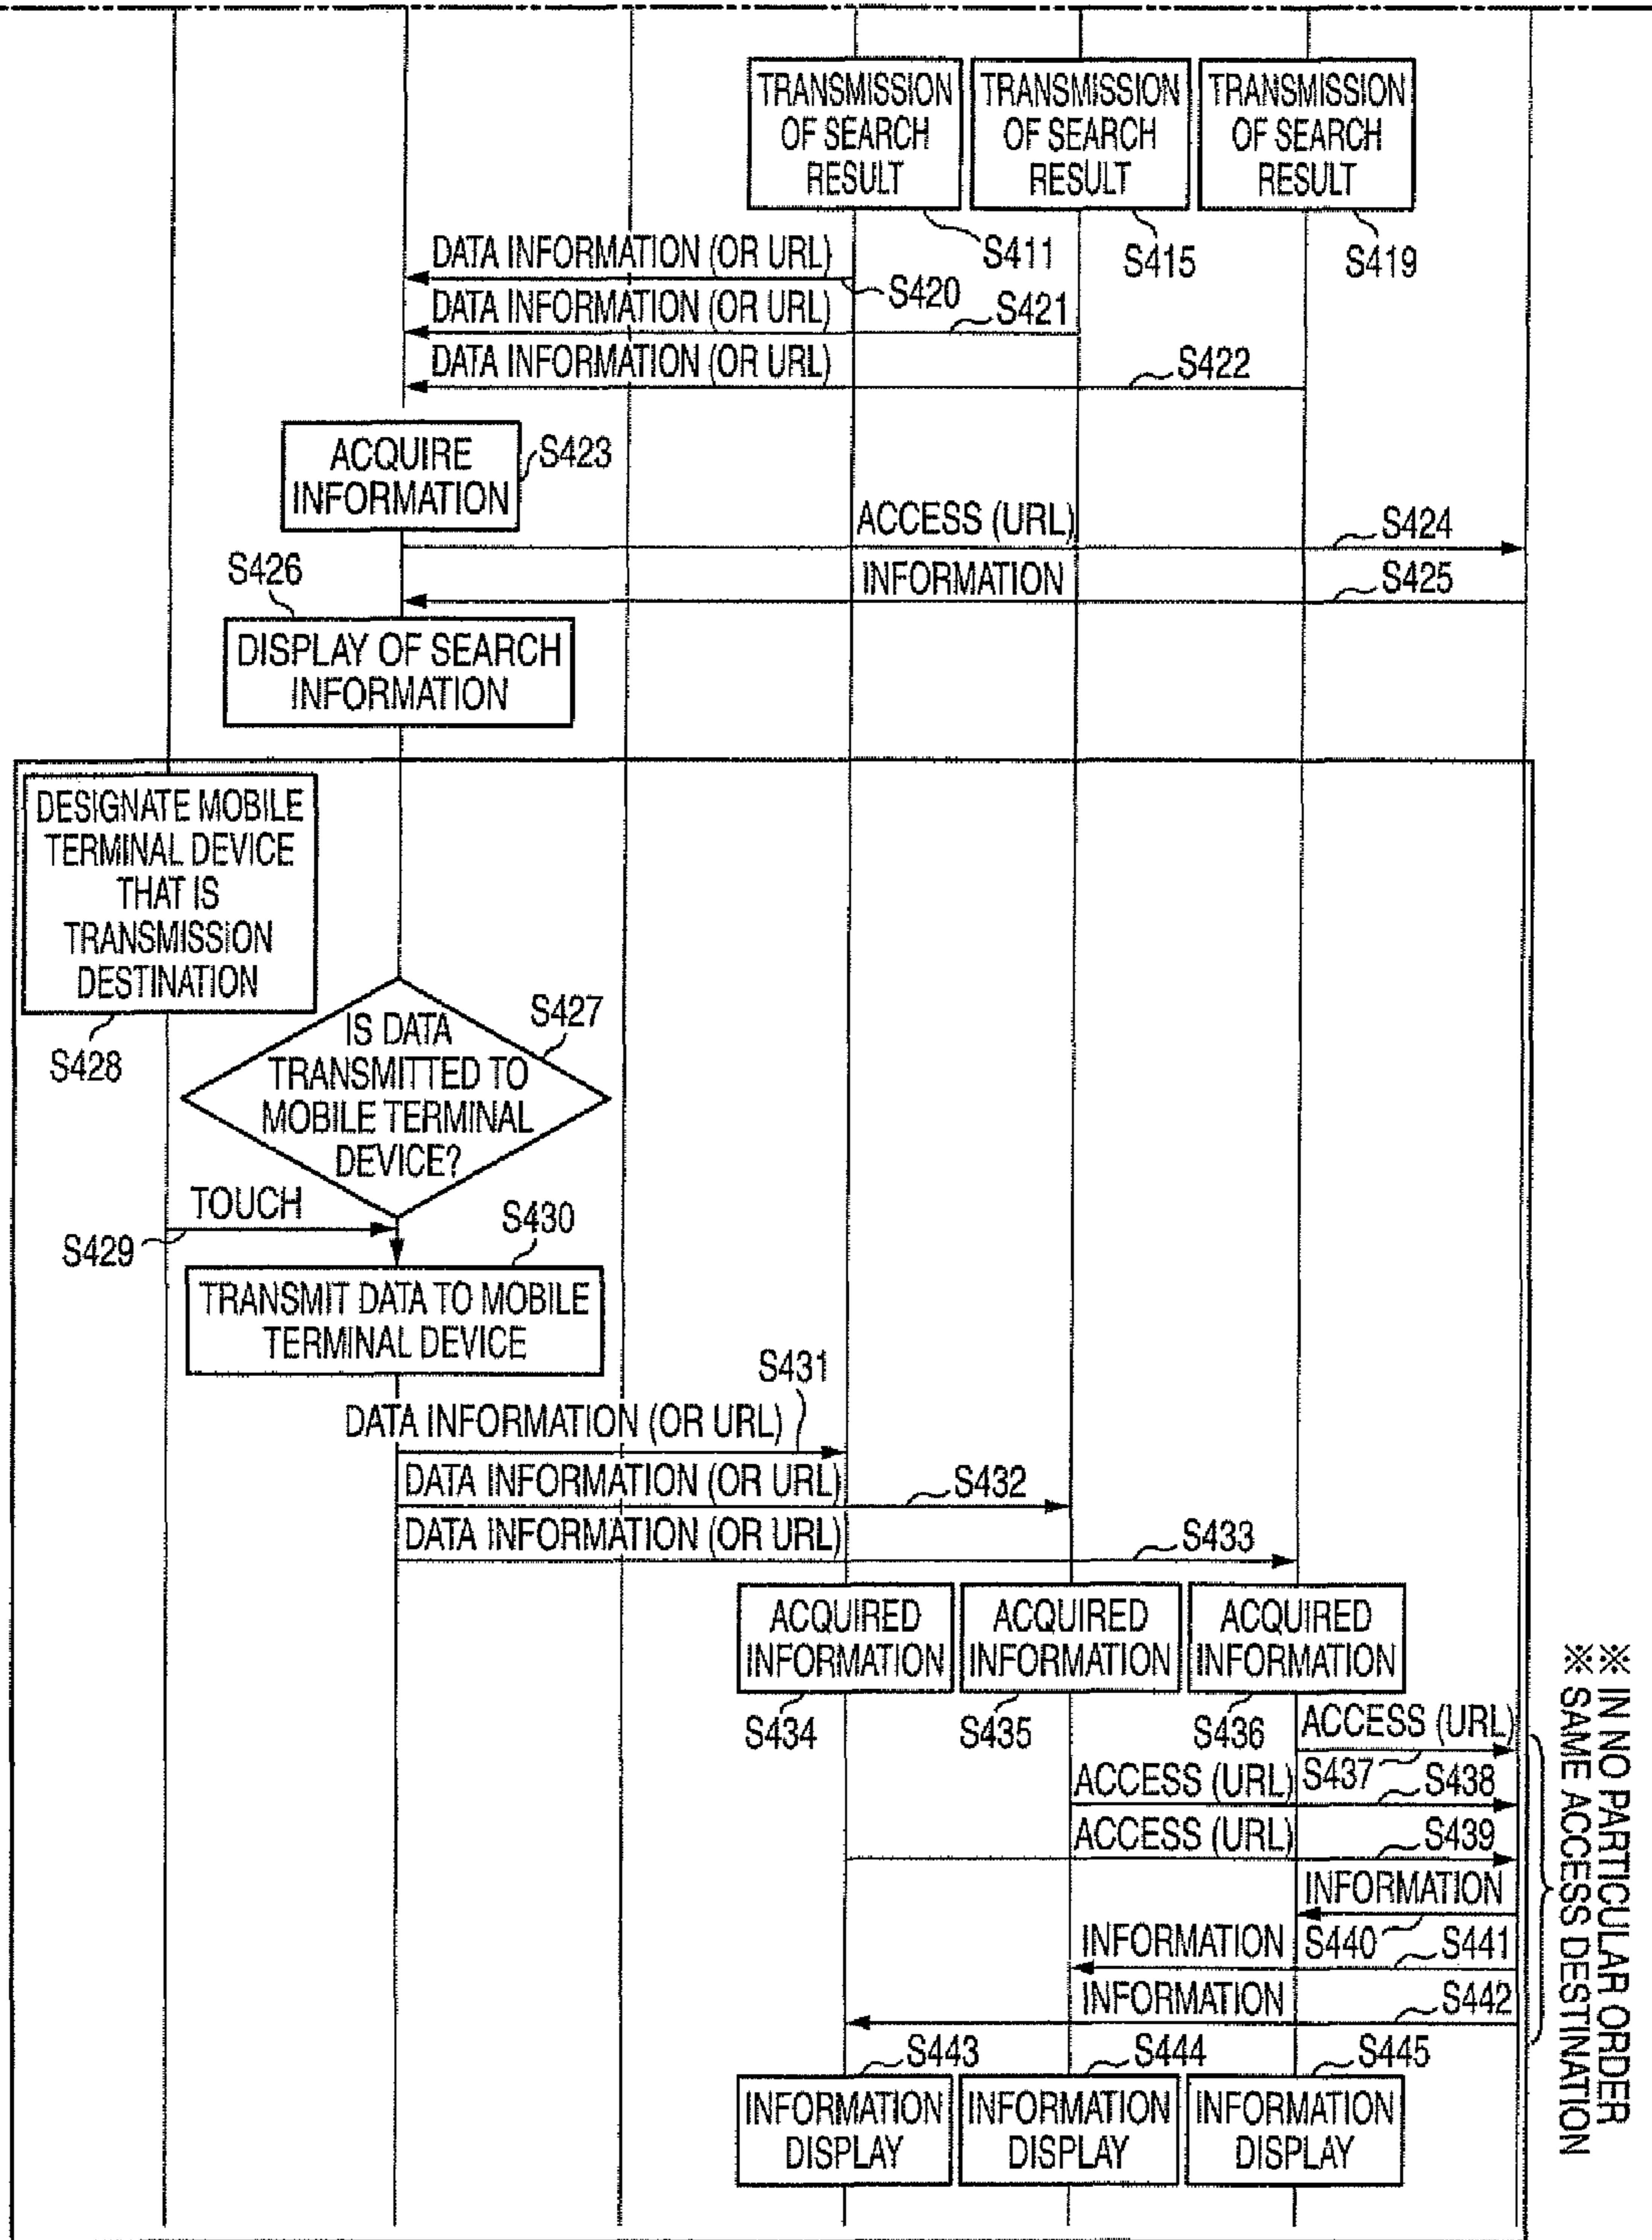 TRANSMISSION
OF SEARCH
RESULT
TRANSMISSION
OF SEARCH
RESULT
TRANSMISSION
OF SEARCH
RESULT
S411
S415
S419
DATA INFORMATION (OR URL)
S420
DATA INFORMATION (OR URL)
S421
DATA INFORMATION (OR URL)
S422
ACQUIRE
INFORMATION
S423
ACCESS (URL)
S424
INFORMATION
S425
S426
DISPLAY OF SEARCH
INFORMATION
DESIGNATE MOBILE
TERMINAL DEVICE
THAT IS
TRANSMISSION
DESTINATION
S428
IS DATA
TRANSMITTED TO
MOBILE TERMINAL
DEVICE?
S427
TOUCH
S429
S430
TRANSMIT DATA TO MOBILE
TERMINAL DEVICE
S431
DATA INFORMATION (OR URL)
DATA INFORMATION (OR URL)
S432
DATA INFORMATION (OR URL)
S433
ACQUIRED
INFORMATION
ACQUIRED
INFORMATION
ACQUIRED
INFORMATION
S434
S435
S436
ACCESS (URL)
S437
ACCESS (URL)
S438
ACCESS (URL)
S439
INFORMATION
S440
INFORMATION
S441
INFORMATION
S442
※ IN NO PARTICULAR ORDER
※ SAME ACCESS DESTINATION
S443
S444
S445
INFORMATION
DISPLAY
INFORMATION
DISPLAY
INFORMATION
DISPLAY